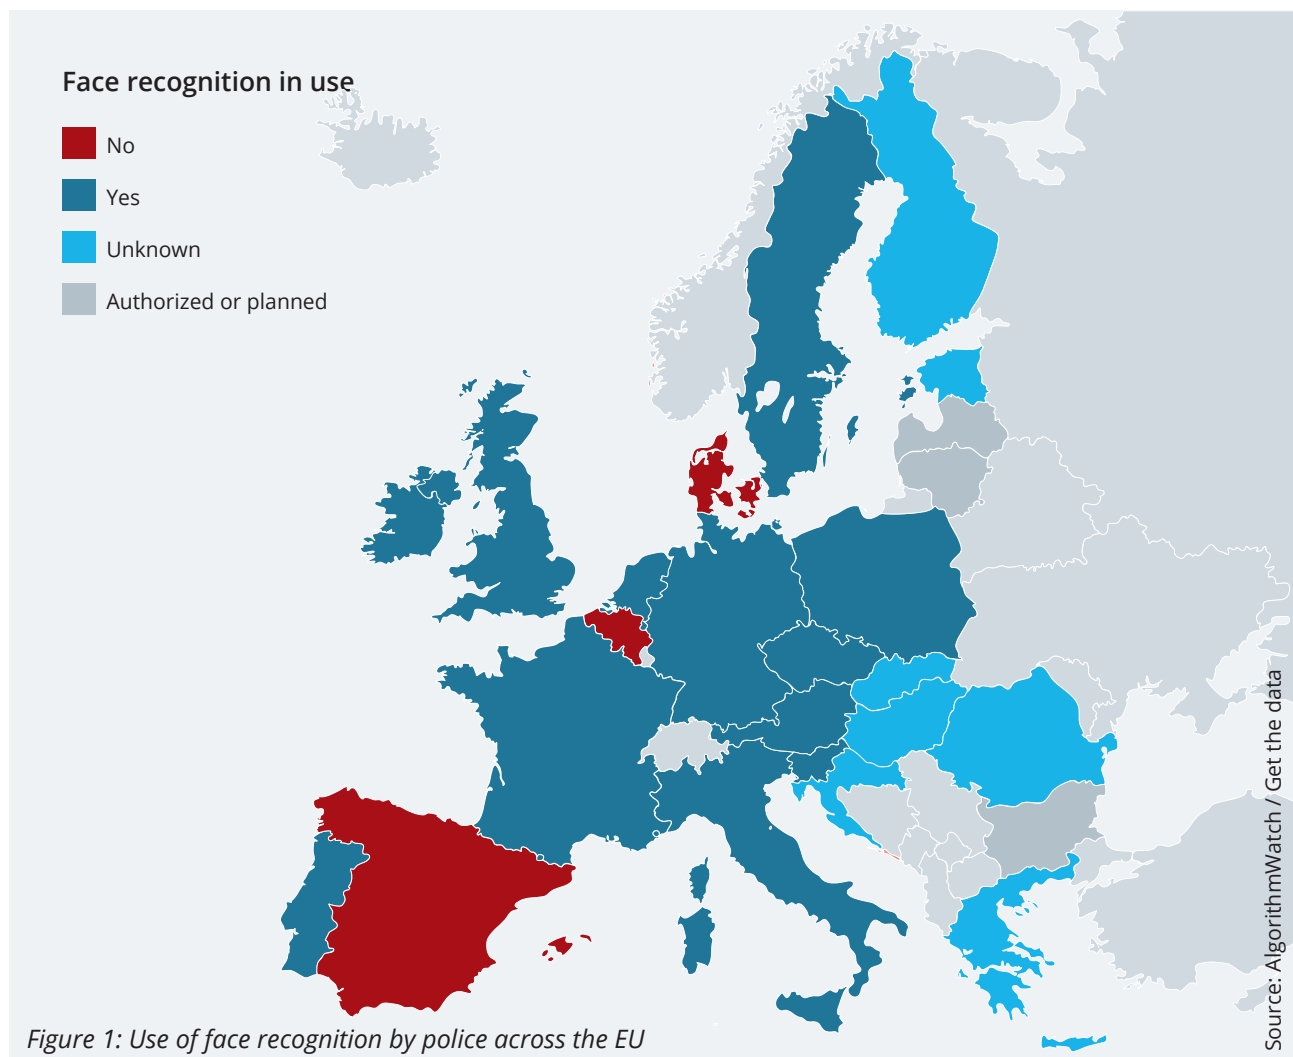 Face recognition in use
No
Yes
Unknown
Authorized or planned
Source: AlgorithmWatch / Get the data
Figure 1: Use of face recognition by police across the EU